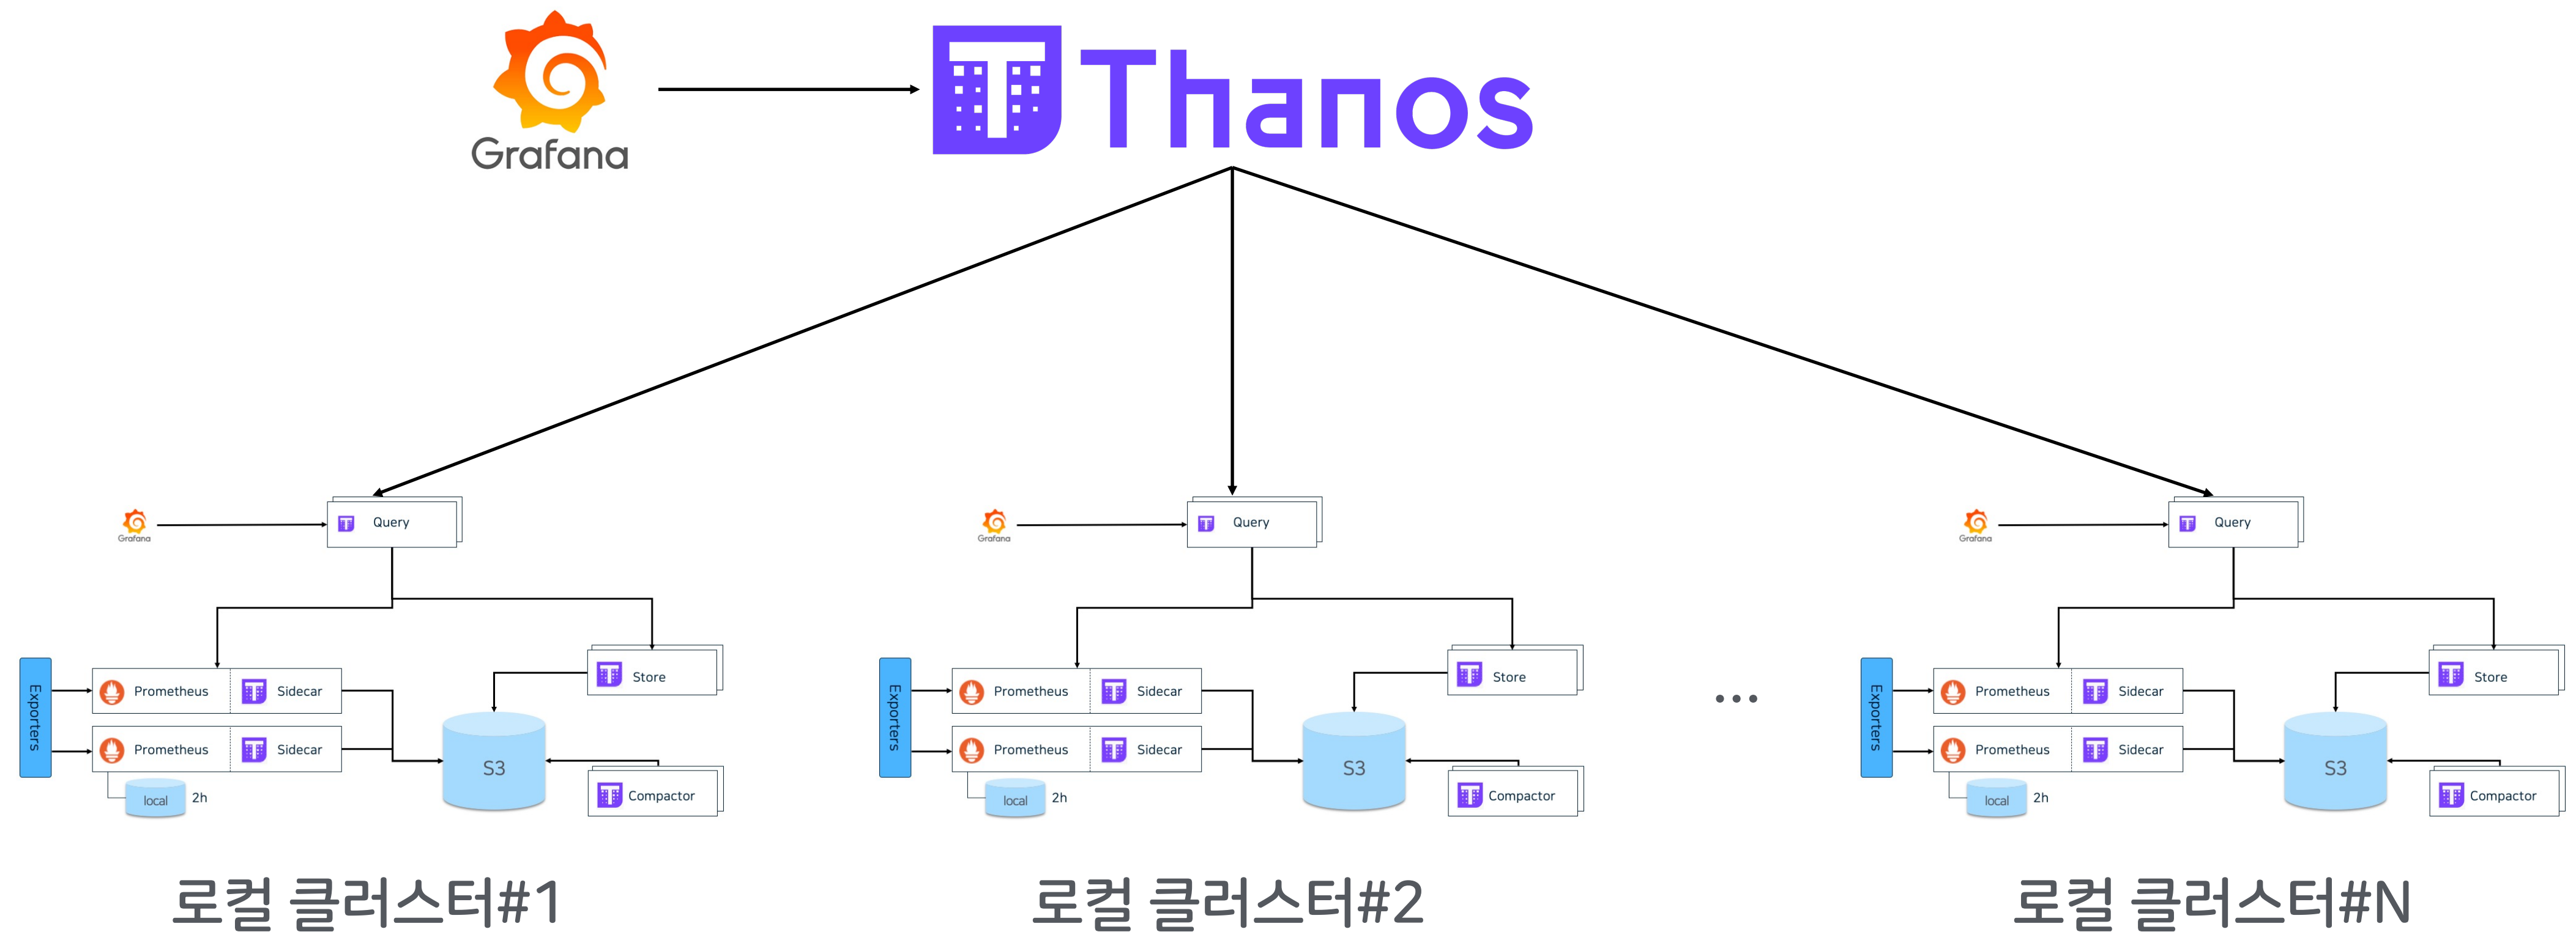 Grafana
Thanos
Grafana
Query
Exporters
Prometheus
Sidecar
Prometheus
Sidecar
local
2h
S3
Store
Compactor
로컬 클러스터#1
Grafana
Query
Exporters
Prometheus
Sidecar
Prometheus
Sidecar
local
2h
S3
Store
Compactor
로컬 클러스터#2
...
Grafana
Query
Exporters
Prometheus
Sidecar
Prometheus
Sidecar
local
2h
S3
Store
Compactor
로컬 클러스터#N